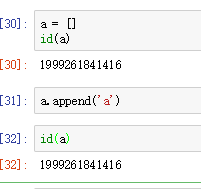 [30]: a = []
id(a)
[30]: 1999261841416
[31]: a.append('a')
[32]: id(a)
[32]: 1999261841416